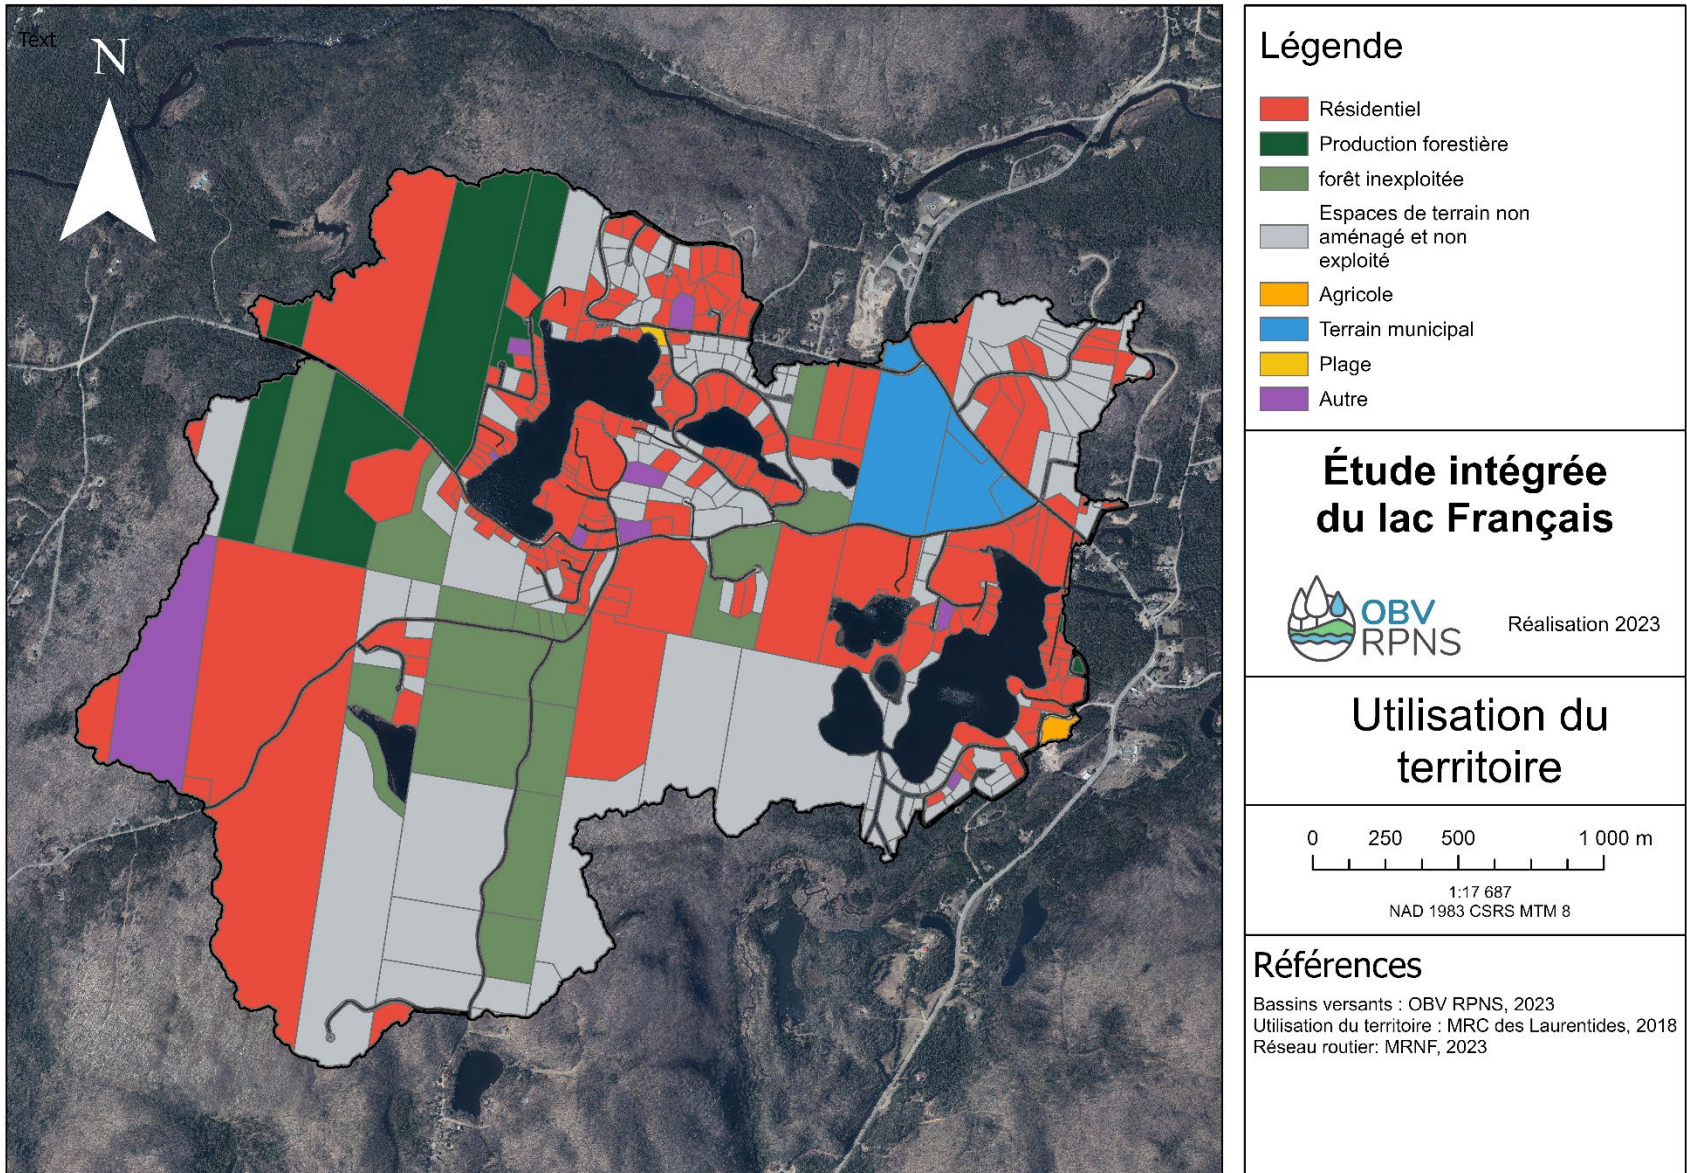 Text
N
Légende
Résidentiel
Production forestière
forêt inexploitée
Espaces de terrain non
aménagé et non
exploité
Agricole
Terrain municipal
Plage
Autre
Étude intégrée
du lac Français
OBV
RPNS
Réalisation 2023
Utilisation du
territoire
0 250 500 1 000 m
1:17 687
NAD 1983 CSRS MTM 8
Références
Bassins versants : OBV RPNS, 2023
Utilisation du territoire : MRC des Laurentides, 2018
Réseau routier: MRNF, 2023